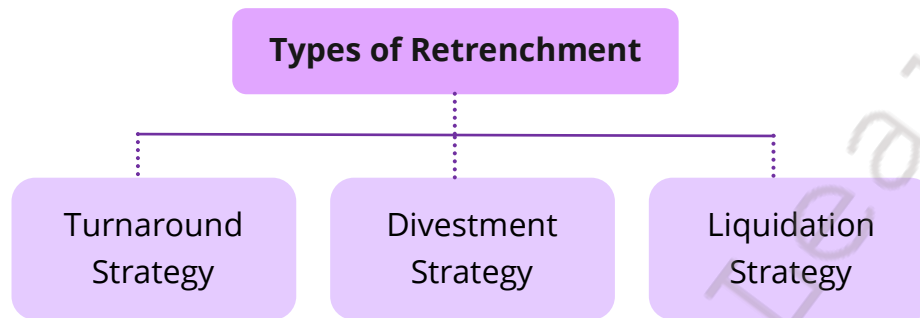 Types of Retrenchment
Turnaround
Strategy
Divestment
Strategy
Liquidation
Strategy